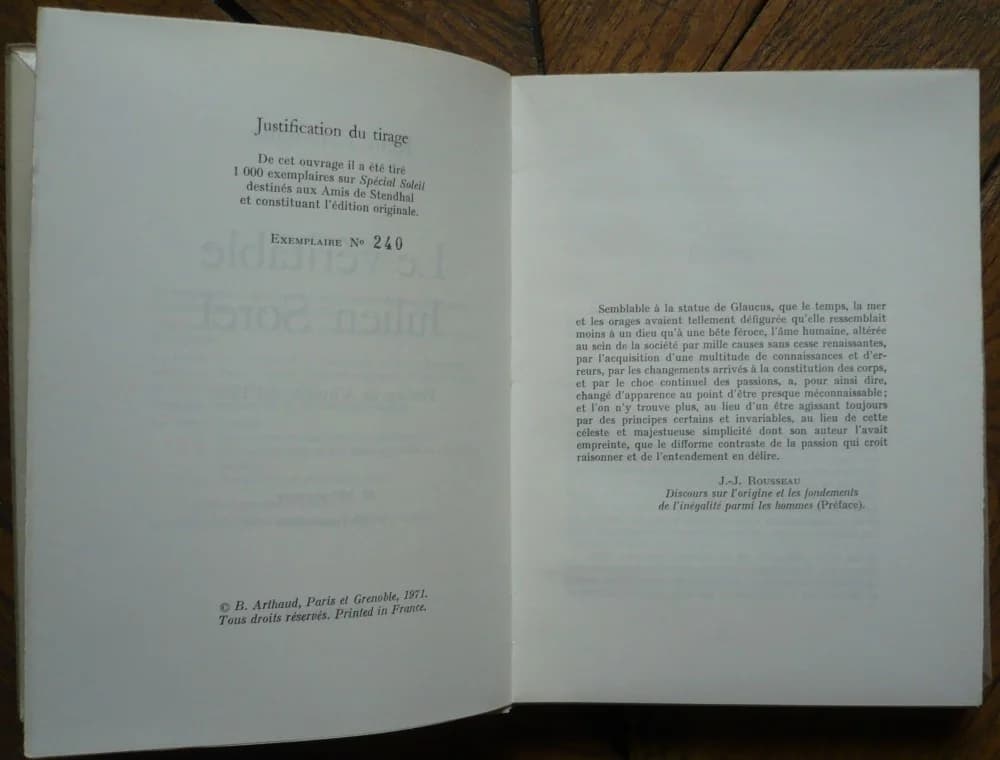 Justification du tirage
De cet ouvrage il a été tiré
1 000 exemplaires sur Spécial Soleil
destinés aux Amis de Stendhal
et constituant l'édition originale.
EXEMPLAIRE No 240
Le véritable
Julien Sorel
© B. Arthaud, Paris et Grenoble, 1971.
Tous droits réservés. Printed in France.
Semblable à la statue de Glaucus, que le temps, la mer
et les orages avaient tellement défigurée qu'elle ressemblait
moins à un dieu qu'à une bête féroce, l'âme humaine, altérée
au sein de la société par mille causes sans cesse renaissantes,
par l'acquisition d'une multitude de connaissances et d'er-
reurs, par les changements arrivés à la constitution des corps,
et par le choc continuel des passions, a, pour ainsi dire,
changé d'apparence au point d'être presque méconnaissable ;
et l'on n'y trouve plus, au lieu d'un être agissant toujours
par des principes certains et invariables, au lieu de cette
céleste et majestueuse simplicité dont son auteur l'avait
empreinte, que le difforme contraste de la passion qui croit
raisonner et de l'entendement en délire.
J.-J. ROUSSEAU
Discours sur l'origine et les fondements
de l'inégalité parmi les hommes (Préface).